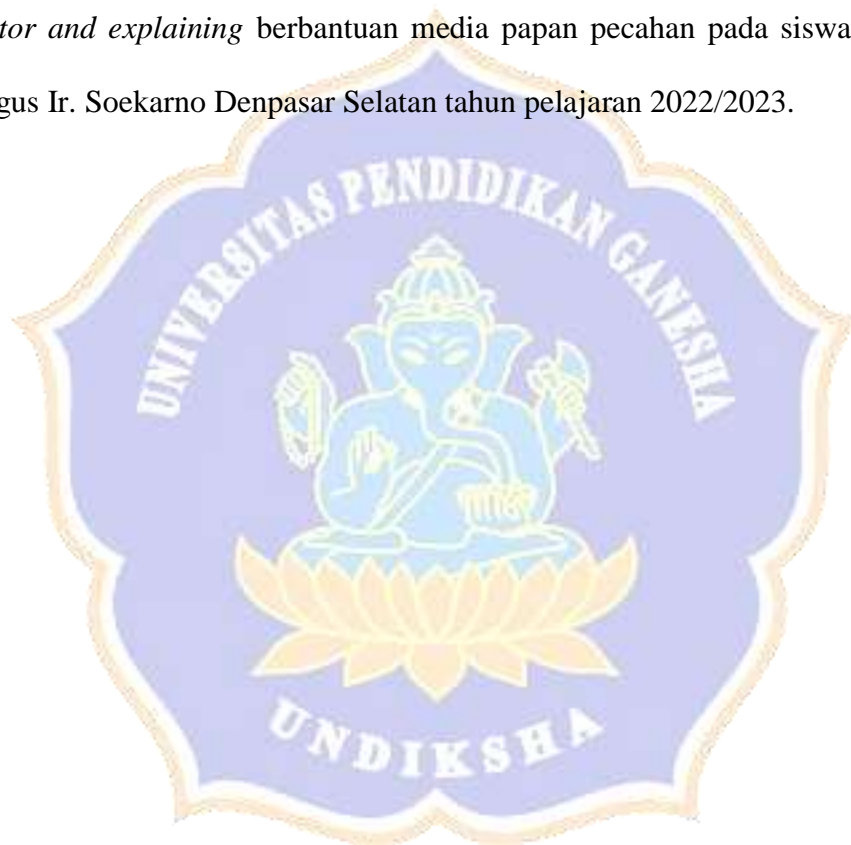 tor and explaining berbantuan media papan pecahan pada siswa
gus Ir. Soekarno Denpasar Selatan tahun pelajaran 2022/2023.
UNIVERSITAS PENDIDIKAN GANESHA
UNDIKSHA